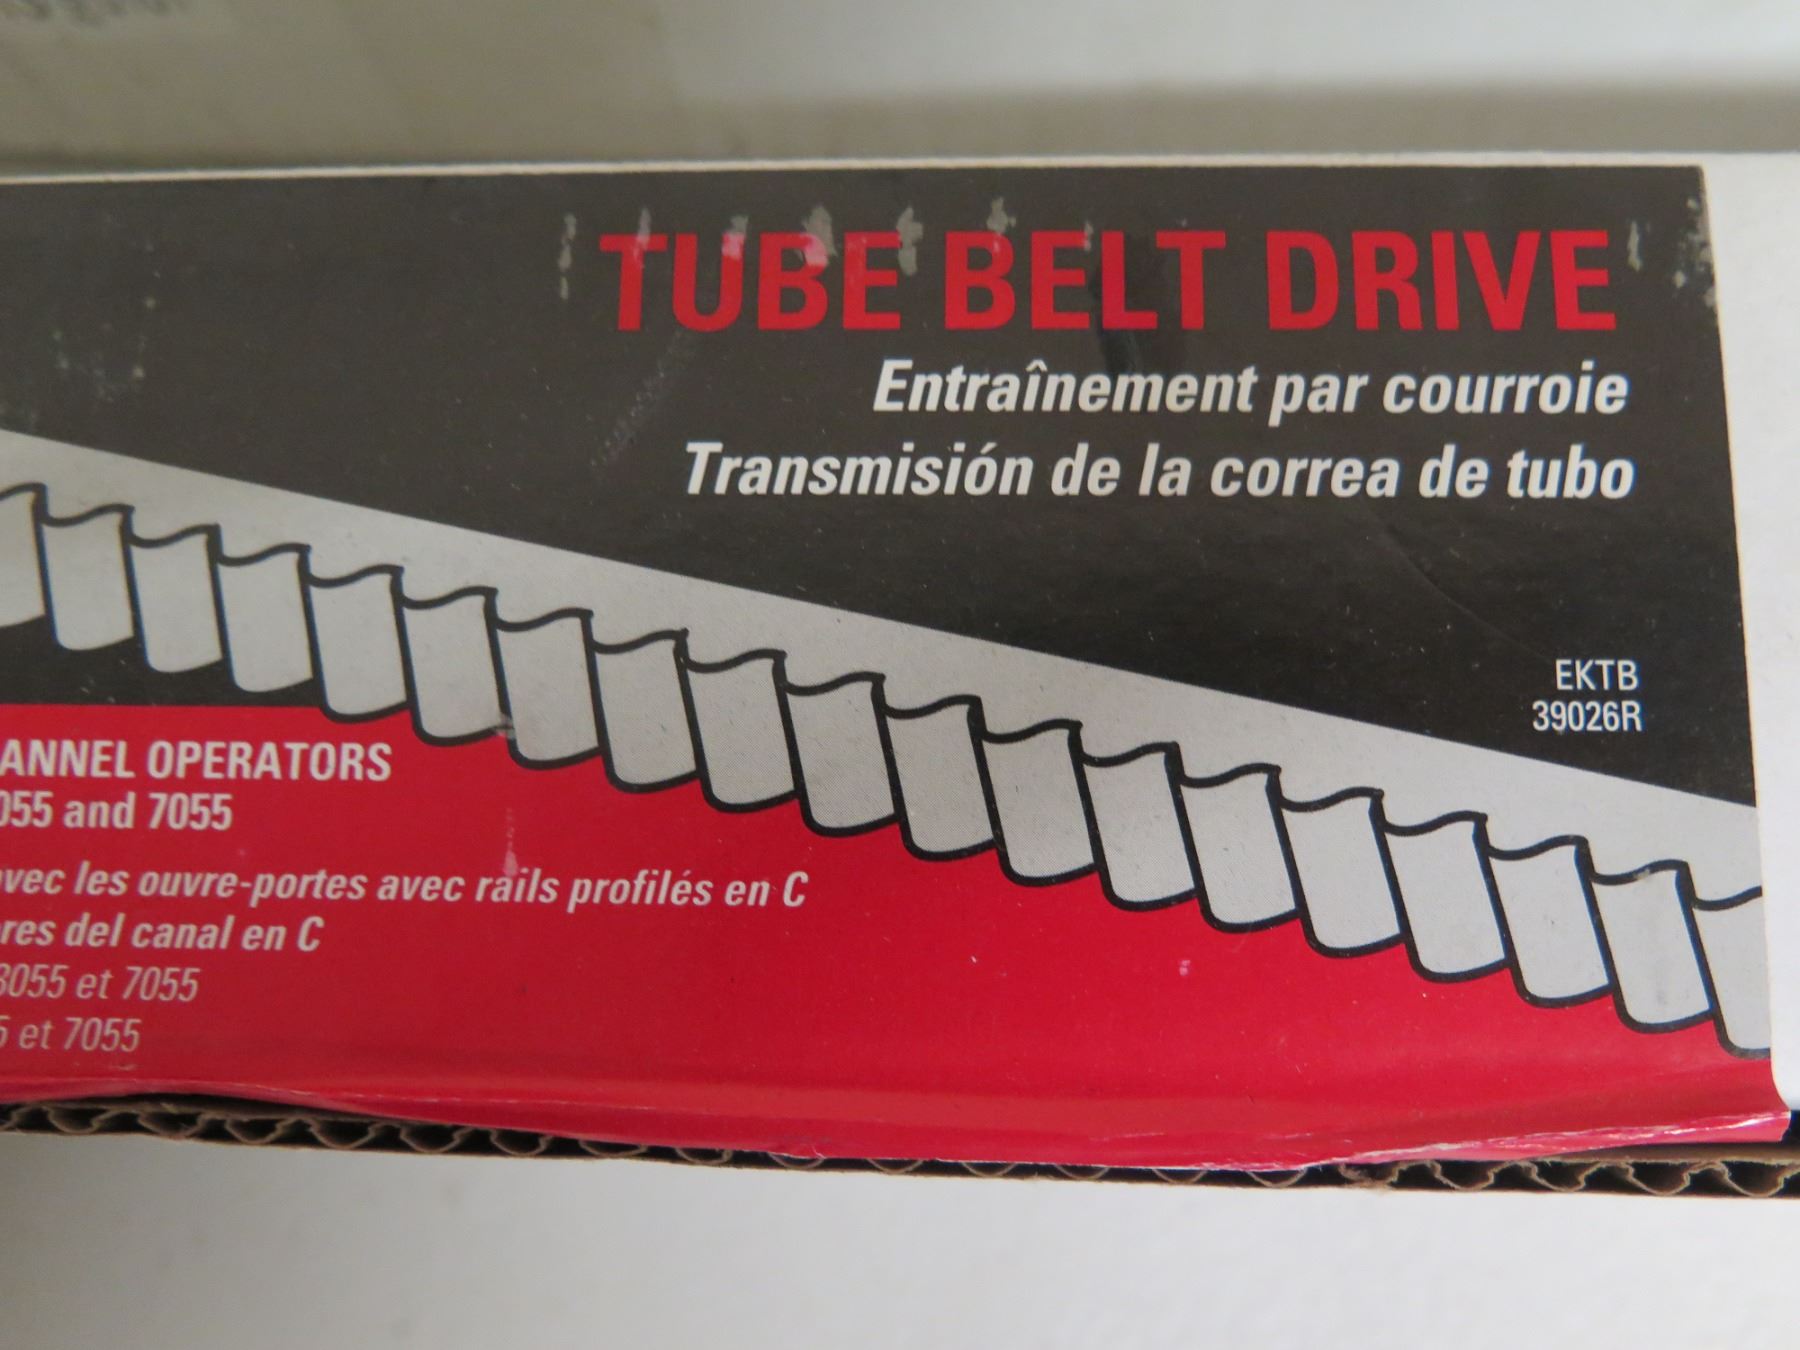 TUBE BELT DRIVE
Entraînement par courroie
Transmisión de la correa de tubo
EKTB
39026R
ANNEL OPERATORS
055 and 7055
avec les ouvre-portes avec rails profilés en C
res del canal en C
3055 et 7055
5 et 7055